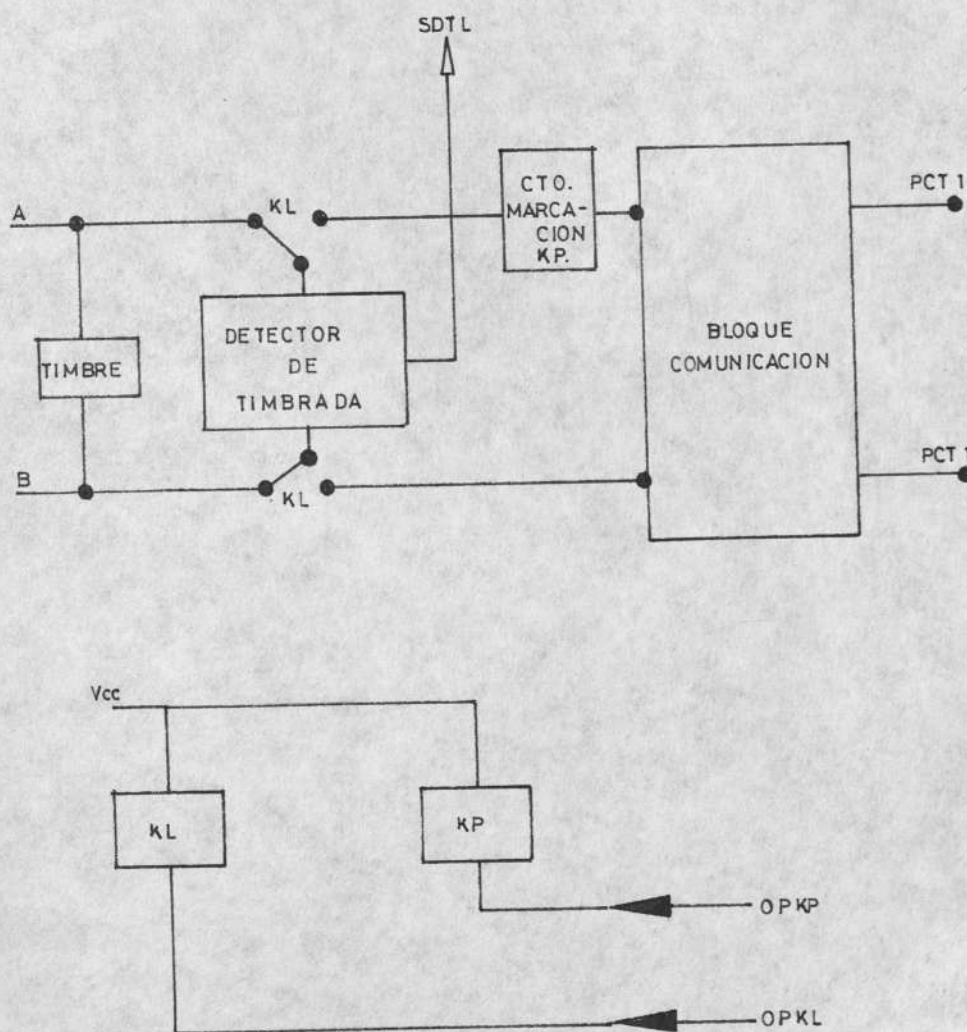 SDTL
A
KL
CTO.
MARCA-
CION
KP.
PCT 1
TIMBRE
DETECTOR
DE
TIMBRADA
BLOQUE
COMUNICACION
B
KL
PCT 1
Vcc
KL
KP
OPKP
OPKL